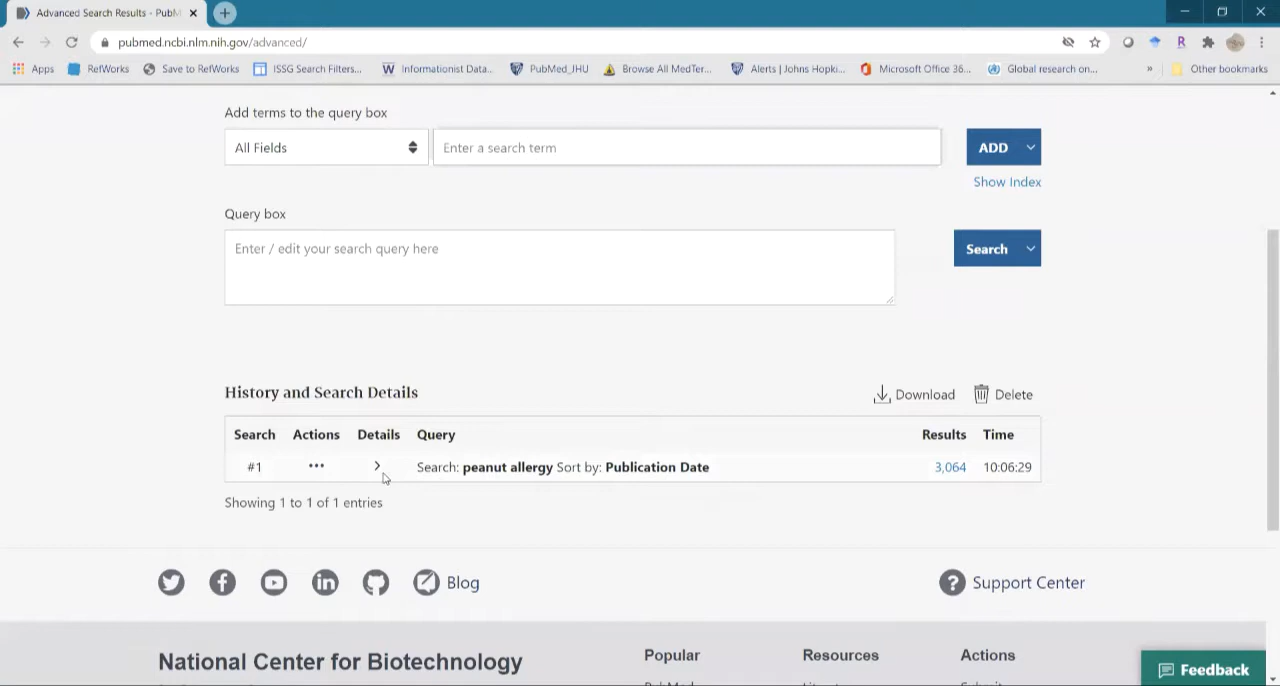 Advanced Search Results - PubM
pubmed.ncbi.nlm.nih.gov/advanced/
Apps RefWorks Save to RefWorks ISSG Search Filters... Informationist Data... PubMed_JHU Browse All MedTer... Alerts | Johns Hopki... Microsoft Office 36... Global research on... » Other bookmarks
Add terms to the query box
All Fields Enter a search term ADD
Show Index
Query box
Enter / edit your search query here Search
History and Search Details Download Delete
Search Actions Details Query Results Time
#1 ••• Search: peanut allergy Sort by: Publication Date 3,064 10:06:29
Showing 1 to 1 of 1 entries
Blog Support Center
National Center for Biotechnology Popular Resources Actions
Feedback